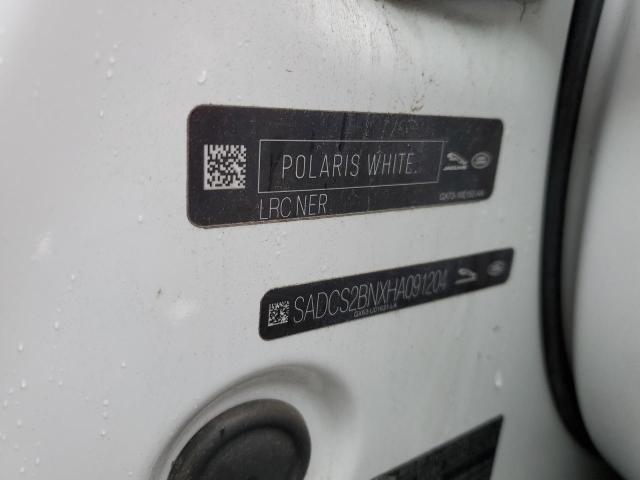 POLARIS WHITE.
LRC NER
SADCS2BNXHA091204